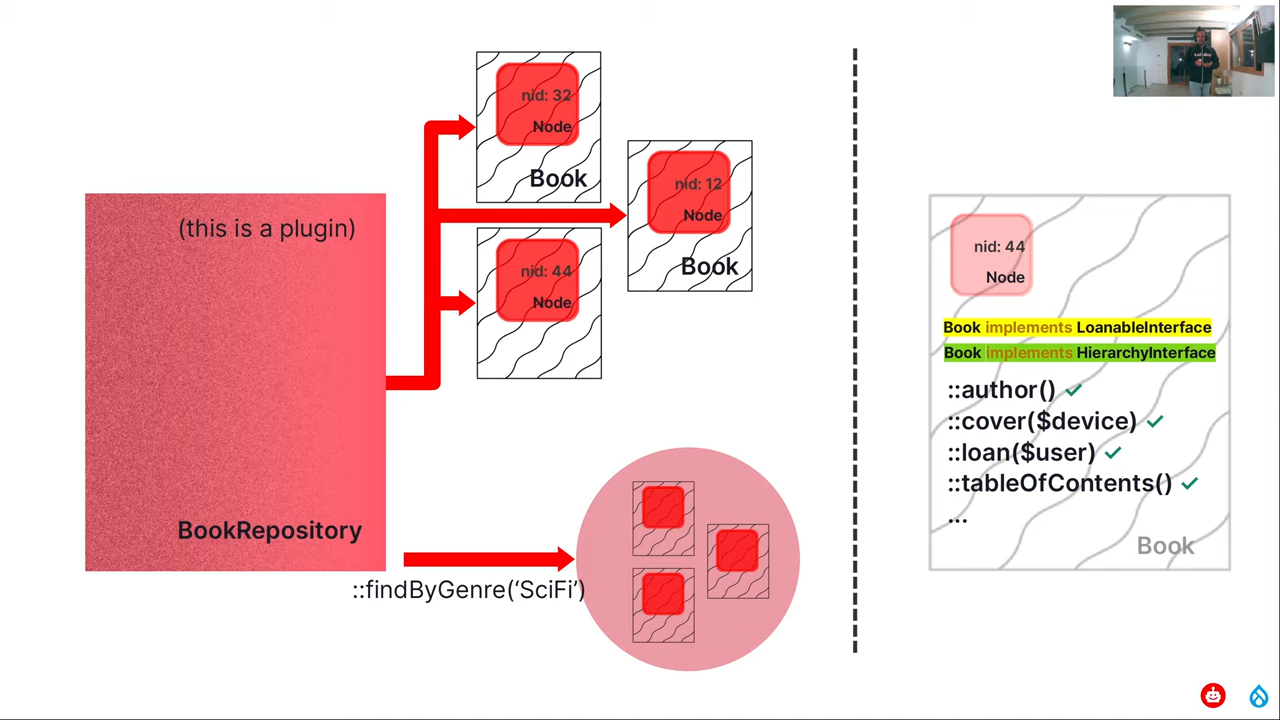 (this is a plugin)
BookRepository
nid: 32
Node
Book
nid: 12
Node
Book
nid: 44
Node
::findByGenre(‘SciFi’)
nid: 44
Node
Book implements LoanableInterface
Book implements HierarchyInterface
::author()
::cover($device)
::loan($user)
::tableOfContents()
...
Book